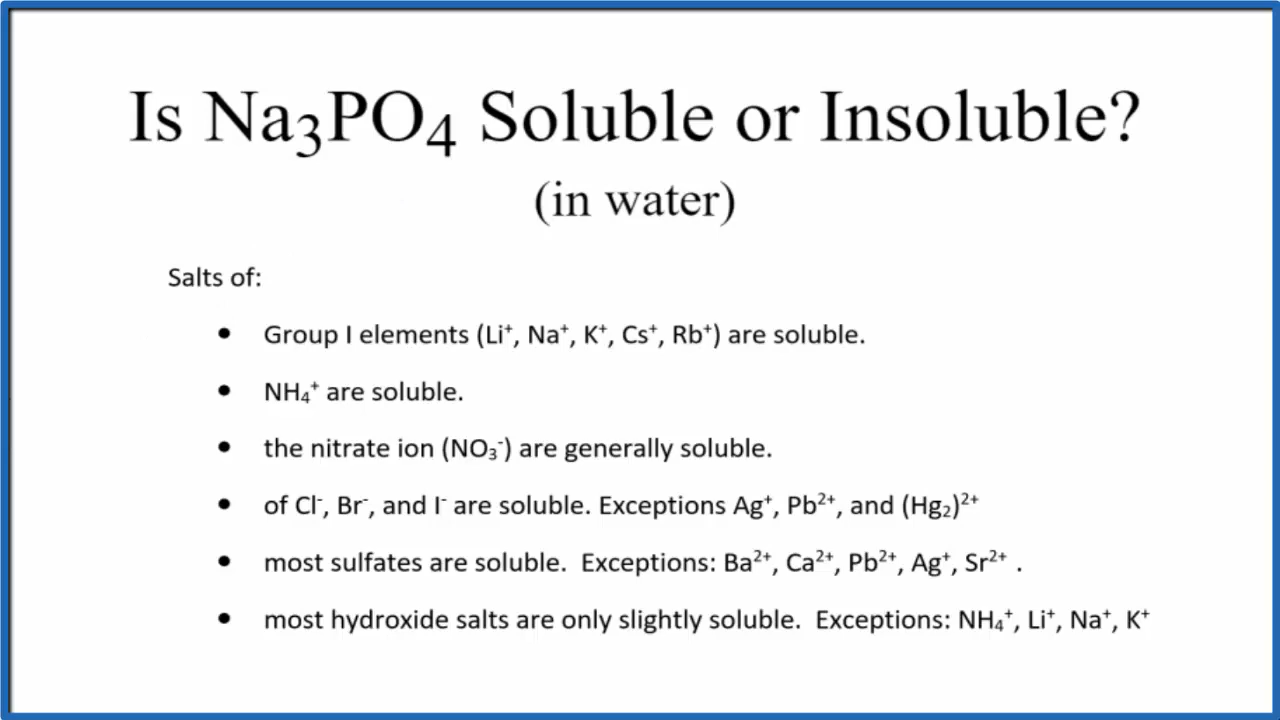 Is Na₃PO₄ Soluble or Insoluble?
(in water)
Salts of:
• Group I elements (Li⁺, Na⁺, K⁺, Cs⁺, Rb⁺) are soluble.
• NH₄⁺ are soluble.
• the nitrate ion (NO₃⁻) are generally soluble.
• of Cl⁻, Br⁻, and I⁻ are soluble. Exceptions Ag⁺, Pb²⁺, and (Hg₂)²⁺
• most sulfates are soluble.  Exceptions: Ba²⁺, Ca²⁺, Pb²⁺, Ag⁺, Sr²⁺ .
• most hydroxide salts are only slightly soluble.  Exceptions: NH₄⁺, Li⁺, Na⁺, K⁺